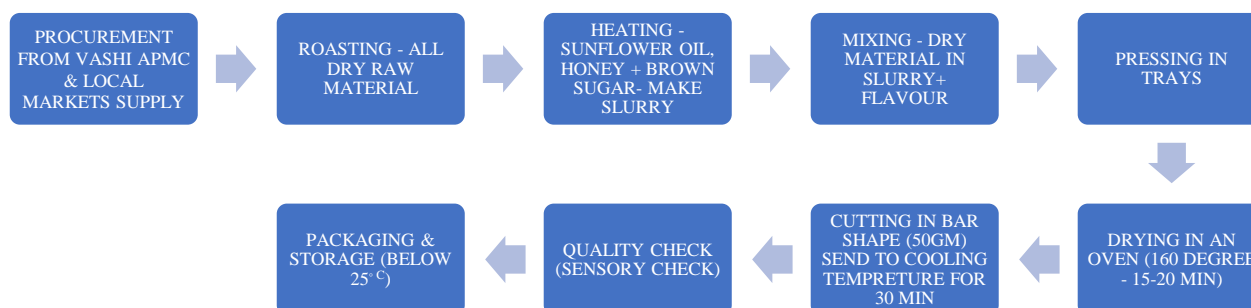 PROCUREMENT
FROM VASHI APMC
& LOCAL
MARKETS SUPPLY
ROASTING - ALL
DRY RAW
MATERIAL
HEATING -
SUNFLOWER OIL,
HONEY + BROWN
SUGAR- MAKE
SLURRY
MIXING - DRY
MATERIAL IN
SLURRY+
FLAVOUR
PRESSING IN
TRAYS
DRYING IN AN
OVEN (160 DEGREE
- 15-20 MIN)
CUTTING IN BAR
SHAPE (50GM)
SEND TO COOLING
TEMPRETURE FOR
30 MIN
QUALITY CHECK
(SENSORY CHECK)
PACKAGING &
STORAGE (BELOW
25° C)